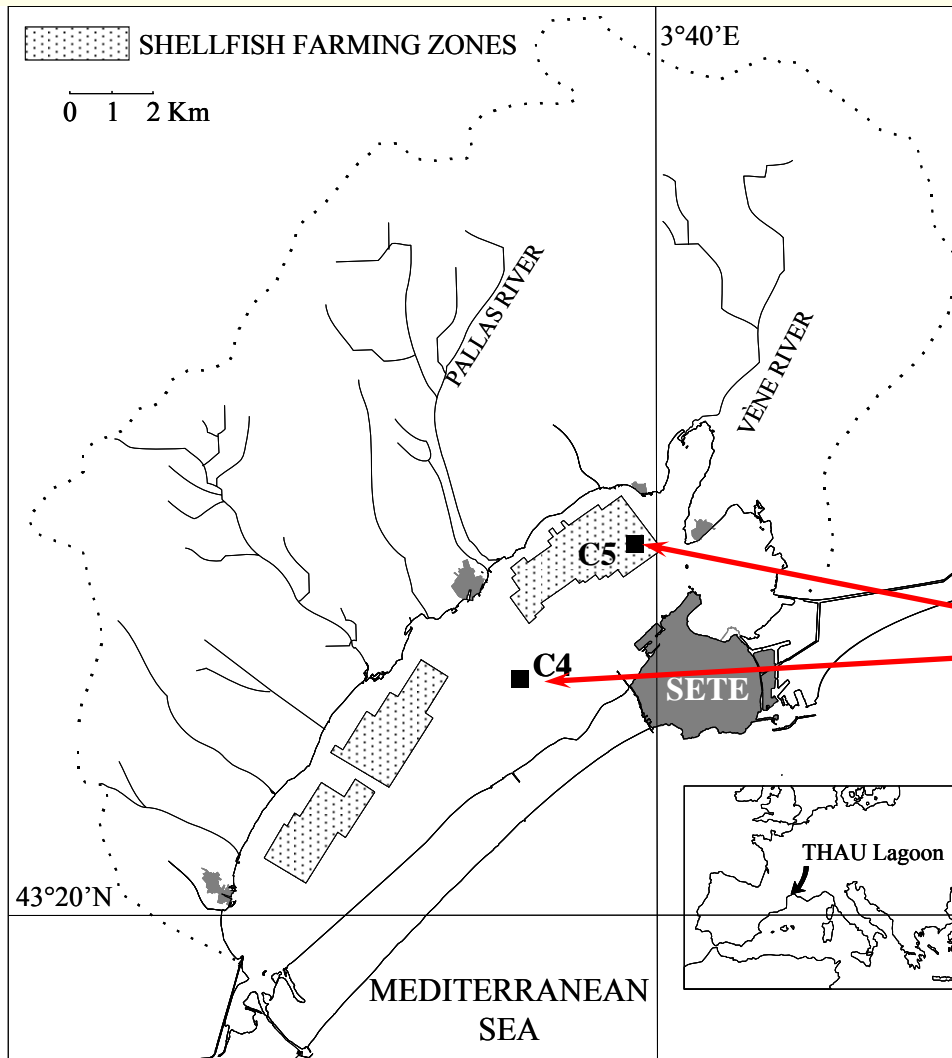 SHELLFISH FARMING ZONES
3°40’E
0 1 2 Km
PALLAS RIVER
VÈNE RIVER
C5
C4
SETE
THAU Lagoon
43°20’N
MEDITERRANEAN
SEA